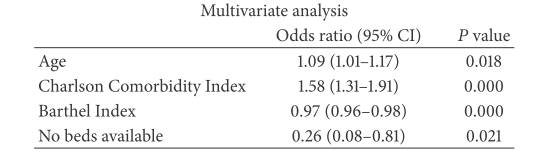 Multivariate analysis
Odds ratio (95% CI) P value
Age 1.09 (1.01–1.17) 0.018
Charlson Comorbidity Index 1.58 (1.31–1.91) 0.000
Barthel Index 0.97 (0.96–0.98) 0.000
No beds available 0.26 (0.08–0.81) 0.021